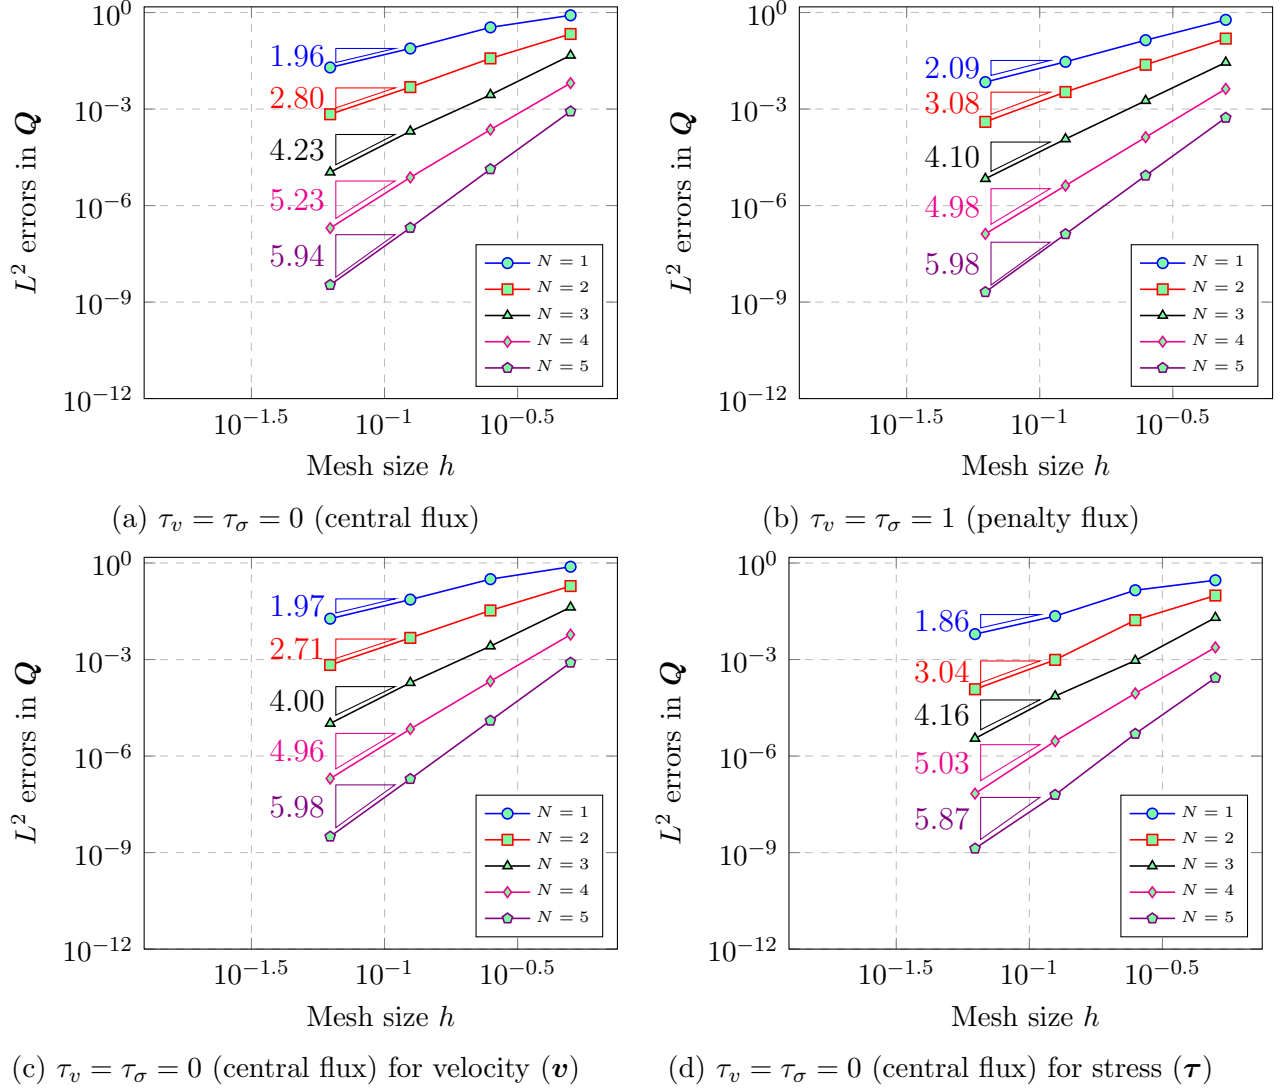 10^0
10^{-3}
10^{-6}
10^{-9}
10^{-12}
L^2 errors in Q
1.96
2.80
4.23
5.23
5.94
N = 1
N = 2
N = 3
N = 4
N = 5
10^{-1.5} 10^{-1} 10^{-0.5}
Mesh size h
(a) τ_v = τ_σ = 0 (central flux)
10^0
10^{-3}
10^{-6}
10^{-9}
10^{-12}
L^2 errors in Q
2.09
3.08
4.10
4.98
5.98
N = 1
N = 2
N = 3
N = 4
N = 5
10^{-1.5} 10^{-1} 10^{-0.5}
Mesh size h
(b) τ_v = τ_σ = 1 (penalty flux)
10^0
10^{-3}
10^{-6}
10^{-9}
10^{-12}
L^2 errors in Q
1.97
2.71
4.00
4.96
5.98
N = 1
N = 2
N = 3
N = 4
N = 5
10^{-1.5} 10^{-1} 10^{-0.5}
Mesh size h
(c) τ_v = τ_σ = 0 (central flux) for velocity (v)
10^0
10^{-3}
10^{-6}
10^{-9}
10^{-12}
L^2 errors in Q
1.86
3.04
4.16
5.03
5.87
N = 1
N = 2
N = 3
N = 4
N = 5
10^{-1.5} 10^{-1} 10^{-0.5}
Mesh size h
(d) τ_v = τ_σ = 0 (central flux) for stress (τ)